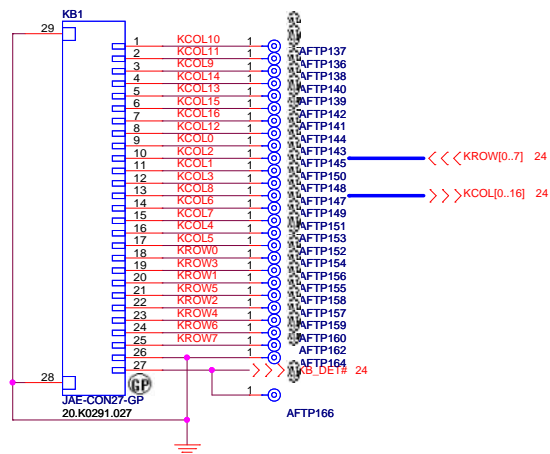 KB1
29
1 KCOL10 1
2 KCOL11 1 AFTP137
3 KCOL9 1 AFTP136
4 KCOL14 1 AFTP138
5 KCOL13 1 AFTP140
6 KCOL15 1 AFTP139
7 KCOL16 1 AFTP142
8 KCOL12 1 AFTP141
9 KCOL0 1 AFTP144
10 KCOL2 1 AFTP143 KROW[0..7] 24
11 KCOL1 1 AFTP145
12 KCOL3 1 AFTP150
13 KCOL8 1 AFTP148 KCOL[0..16] 24
14 KCOL6 1 AFTP147
15 KCOL7 1 AFTP149
16 KCOL4 1 AFTP151
17 KCOL5 1 AFTP153
18 KROW0 1 AFTP152
19 KROW3 1 AFTP154
20 KROW1 1 AFTP156
21 KROW5 1 AFTP155
22 KROW2 1 AFTP158
23 KROW4 1 AFTP157
24 KROW6 1 AFTP159
25 KROW7 1 AFTP160
26 1 AFTP162
27 AFTP164
KB_DET# 24
28 GP
1
JAE-CON27-GP
20.K0291.027
AFTP166